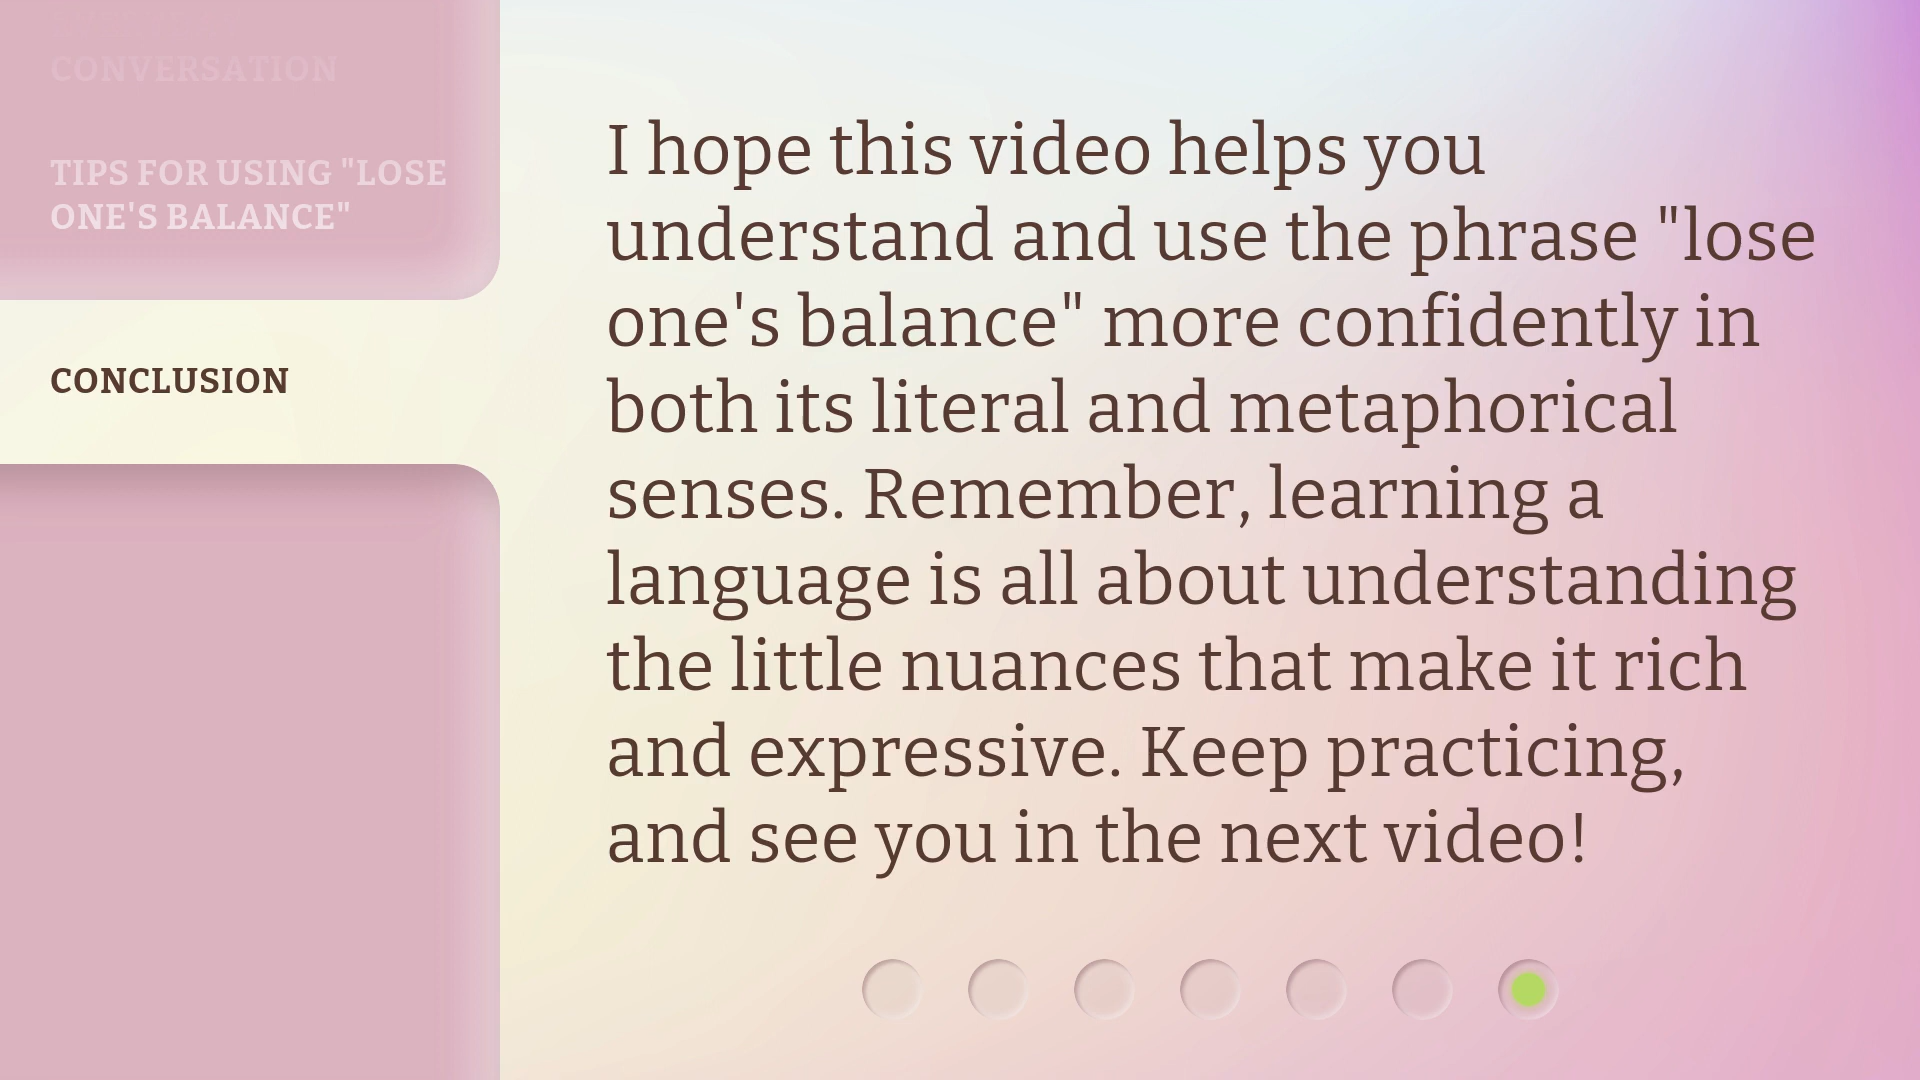 CONVERSATION
TIPS FOR USING "LOSE
ONE'S BALANCE"
CONCLUSION
I hope this video helps you
understand and use the phrase "lose
one's balance" more confidently in
both its literal and metaphorical
senses. Remember, learning a
language is all about understanding
the little nuances that make it rich
and expressive. Keep practicing,
and see you in the next video!